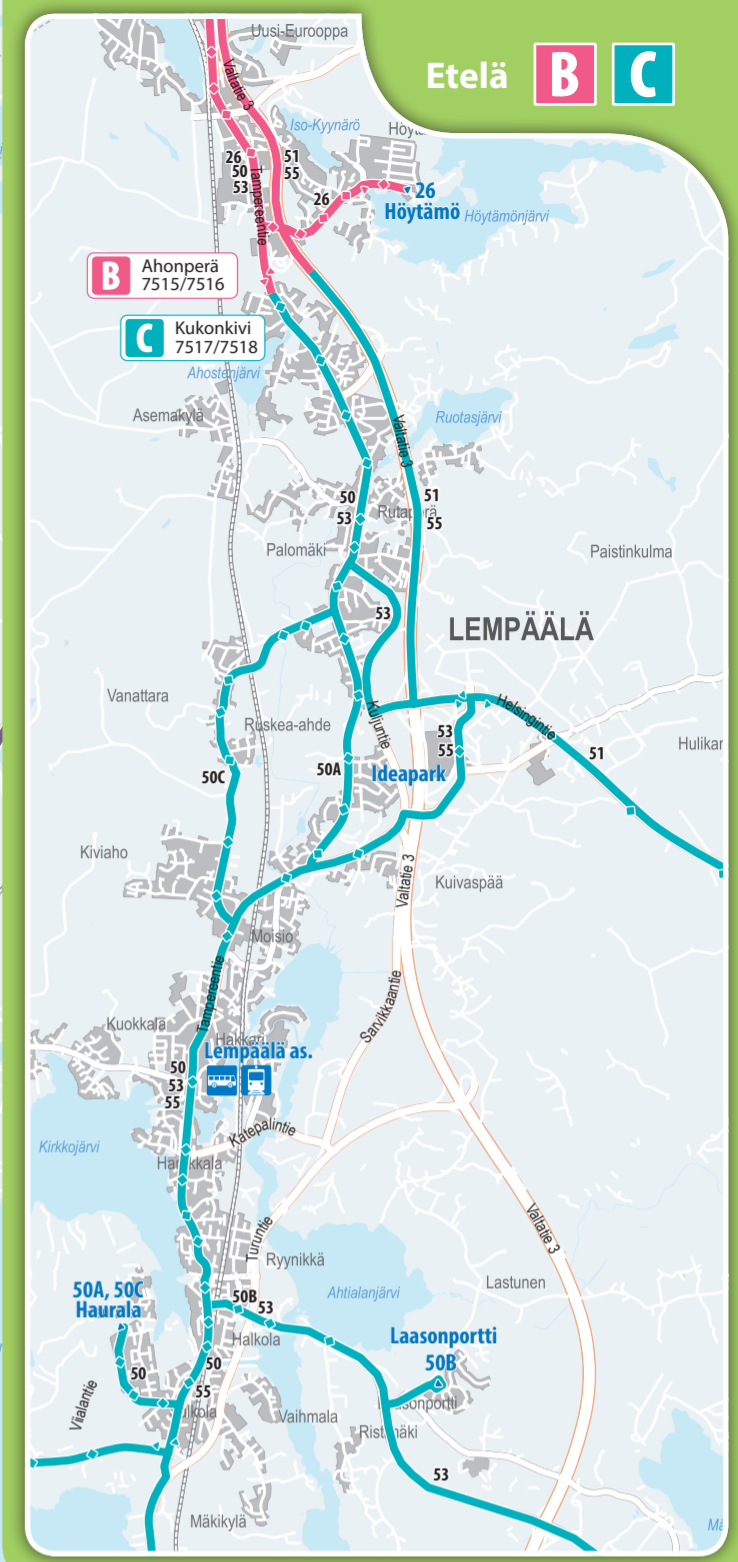 Etelä B C
Uusi-Eurooppa
Valtatie 3
Iso-Kyynärö
26
50
53
Tampereentie
51
55
26
26
Höytämö
Höytämönjärvi
B Ahonperä
7515/7516
C Kukonkivi
7517/7518
Ahostenjärvi
Asemakylä
Ruotasjärvi
Valtatie 3
50
53
51
55
Rutaperä
Palomäki
Paistinkulma
53
LEMPÄÄLÄ
Vanattara
Ruskea-ahde
Kuljuntie
Helsingintie
53
55
51
50C
50A
Ideapark
Kiviaho
Valtatie 3
Kuivaspää
Moisio
Tampereentie
Sarvikkaantie
Kuokkala
Hakkari
Lempäälä as.
50
53
55
Katepalintie
Kirkkojärvi
Valtatie 3
Turuntie
Ryynikkä
Lastunen
50A, 50C
Haurala
50B
53
Ahtialanjärvi
Halkola
Laasonportti
50B
50
50
55
Viialantie
Vaihmala
53
Mäkikylä